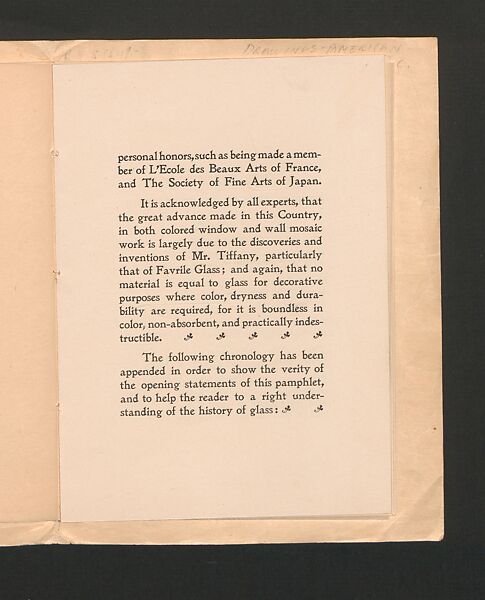 DRAWINGS-AMERICAN
personal honors, such as being made a mem-
ber of L'Ecole des Beaux Arts of France,
and The Society of Fine Arts of Japan.
It is acknowledged by all experts, that
the great advance made in this Country,
in both colored window and wall mosaic
work is largely due to the discoveries and
inventions of Mr. Tiffany, particularly
that of Favrile Glass; and again, that no
material is equal to glass for decorative
purposes where color, dryness and dura-
bility are required, for it is boundless in
color, non-absorbent, and practically indes-
tructible.
The following chronology has been
appended in order to show the verity of
the opening statements of this pamphlet,
and to help the reader to a right under-
standing of the history of glass: